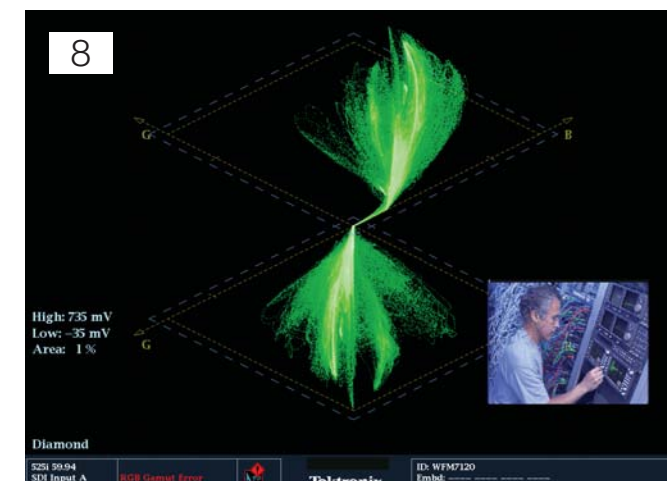 8
G
B
High: 735 mV
Low: −35 mV
Area: 1 %
G
Diamond
525i 59.94
SDI Input A
RGB Gamut Error
Tektronix
ID: WFM7120
Embd: ---- ---- ---- ----